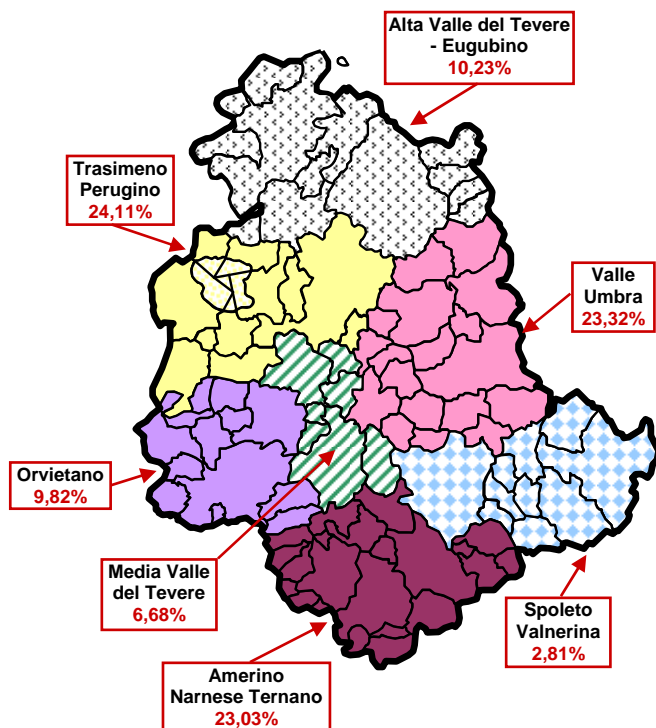 Alta Valle del Tevere
- Eugubino
10,23%
Trasimeno
Perugino
24,11%
Valle
Umbra
23,32%
Orvietano
9,82%
Media Valle
del Tevere
6,68%
Spoleto
Valnerina
2,81%
Amerino
Narnese Ternano
23,03%